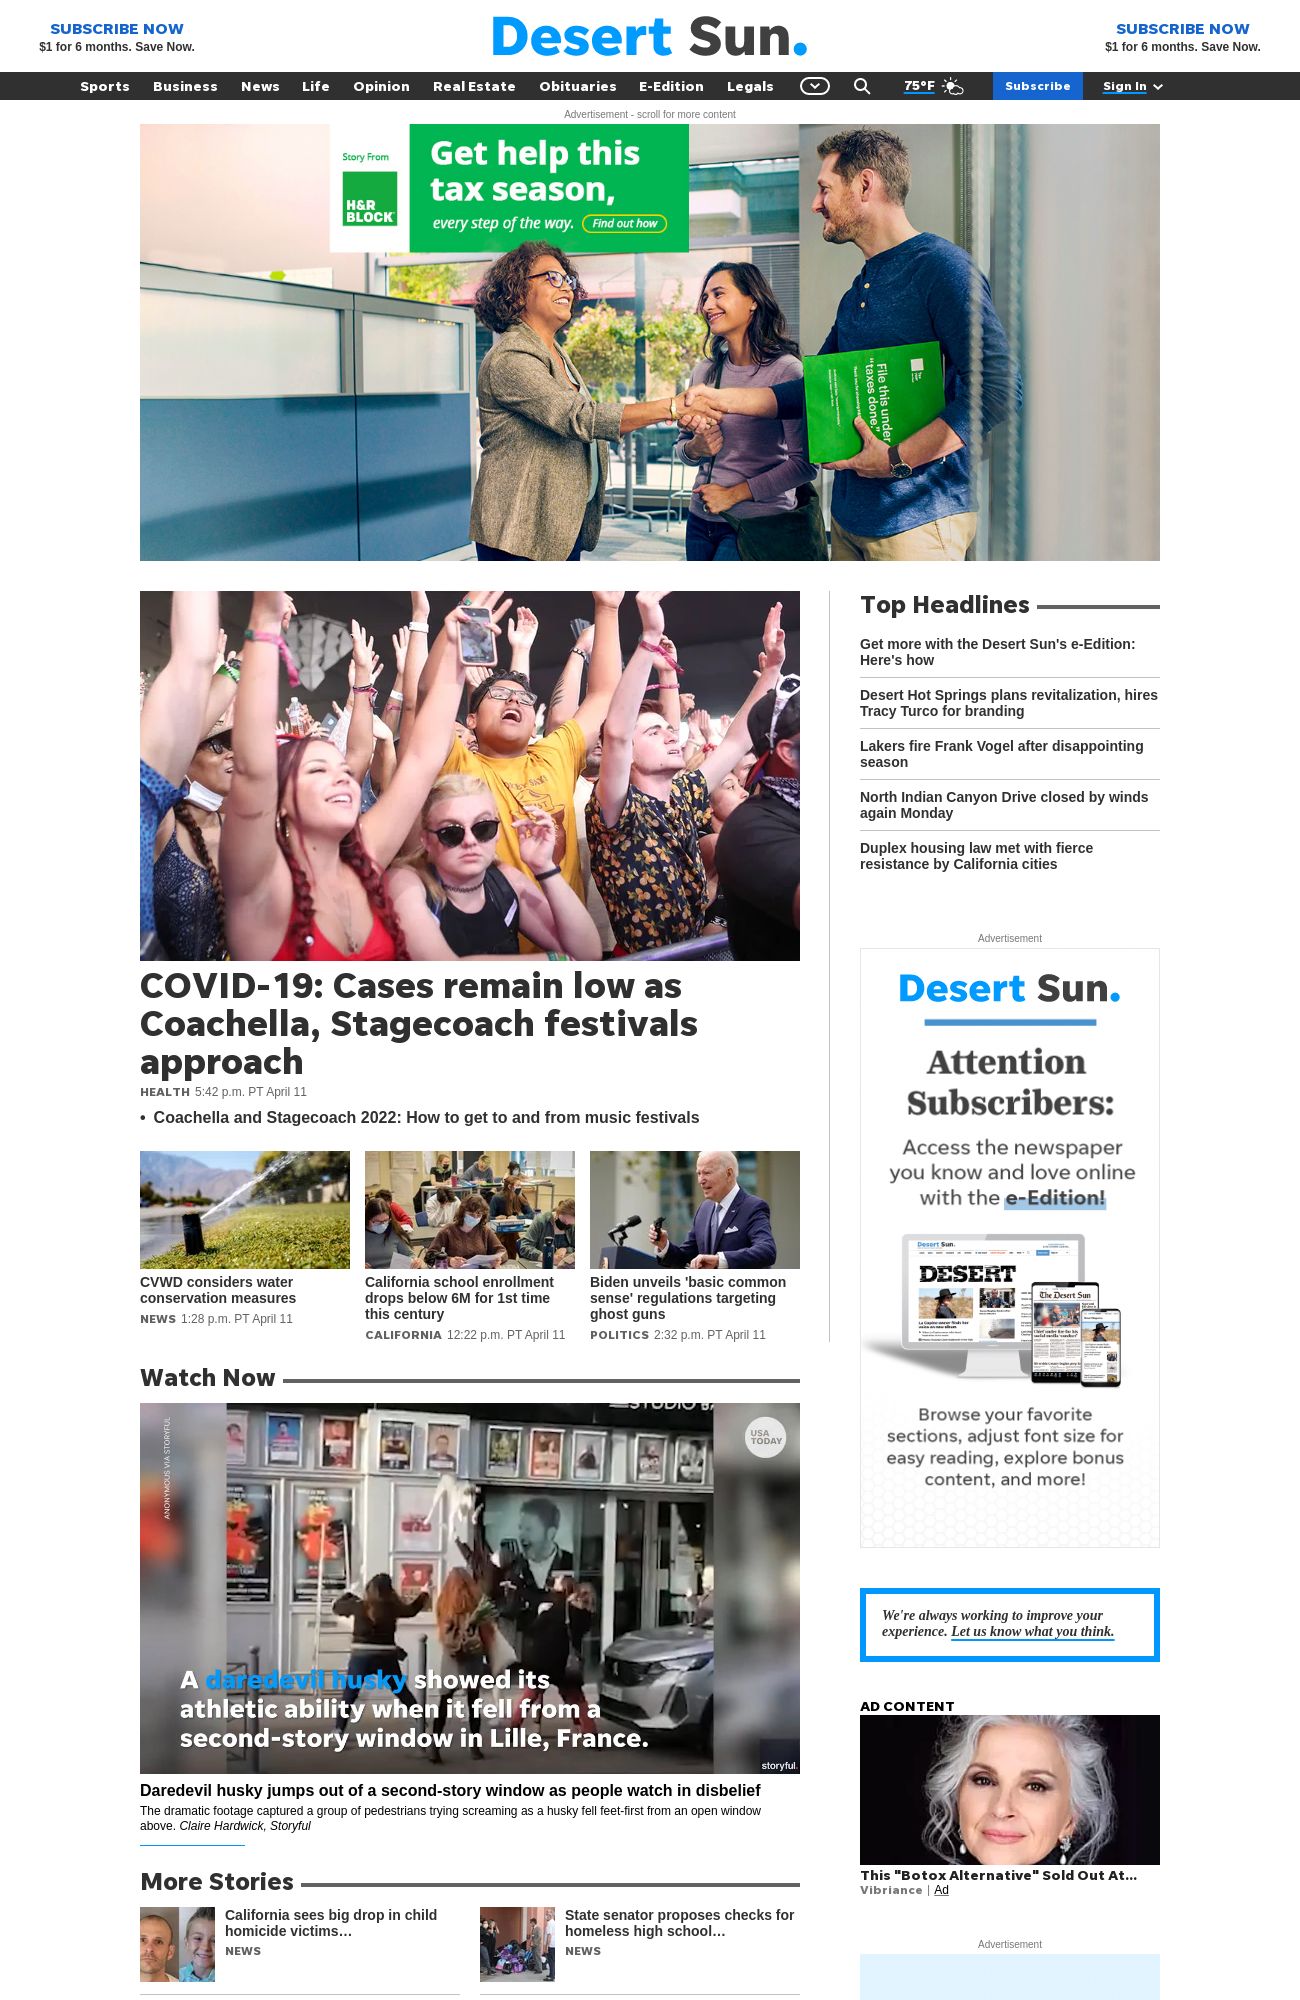 SUBSCRIBE NOW
$1 for 6 months. Save Now.
Desert Sun.
SUBSCRIBE NOW
$1 for 6 months. Save Now.
Sports Business News Life Opinion Real Estate Obituaries E-Edition Legals 75°F Subscribe Sign In
Advertisement - scroll for more content
Story From
H&R
BLOCK
Get help this
tax season,
every step of the way. Find out how
File this under
"taxes done."
COVID-19: Cases remain low as
Coachella, Stagecoach festivals
approach
HEALTH 5:42 p.m. PT April 11
• Coachella and Stagecoach 2022: How to get to and from music festivals
CVWD considers water
conservation measures
NEWS 1:28 p.m. PT April 11
California school enrollment
drops below 6M for 1st time
this century
CALIFORNIA 12:22 p.m. PT April 11
Biden unveils 'basic common
sense' regulations targeting
ghost guns
POLITICS 2:32 p.m. PT April 11
Watch Now
ANONYMOUS VIA STORYFUL
USA
TODAY
A daredevil husky showed its
athletic ability when it fell from a
second-story window in Lille, France.
storyful.
Daredevil husky jumps out of a second-story window as people watch in disbelief
The dramatic footage captured a group of pedestrians trying screaming as a husky fell feet-first from an open window
above. Claire Hardwick, Storyful
More Stories
California sees big drop in child
homicide victims…
NEWS
State senator proposes checks for
homeless high school…
NEWS
Top Headlines
Get more with the Desert Sun's e-Edition:
Here's how
Desert Hot Springs plans revitalization, hires
Tracy Turco for branding
Lakers fire Frank Vogel after disappointing
season
North Indian Canyon Drive closed by winds
again Monday
Duplex housing law met with fierce
resistance by California cities
Advertisement
Desert Sun.
Attention
Subscribers:
Access the newspaper
you know and love online
with the e-Edition!
Desert Sun.
DESERT
The Desert Sun
Browse your favorite
sections, adjust font size for
easy reading, explore bonus
content, and more!
We're always working to improve your
experience. Let us know what you think.
AD CONTENT
This "Botox Alternative" Sold Out At…
Vibriance | Ad
Advertisement